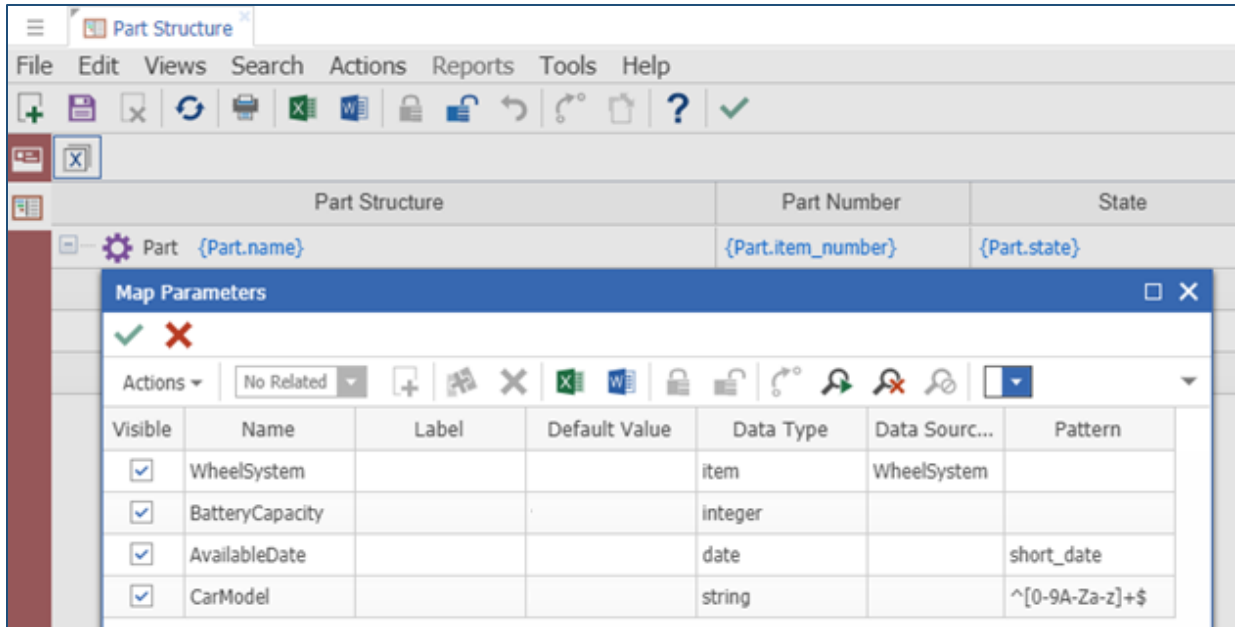 Part Structure
File Edit Views Search Actions Reports Tools Help
Part Structure Part Number State
Part {Part.name} {Part.item_number} {Part.state}
Map Parameters
Actions No Related
Visible Name Label Default Value Data Type Data Sourc... Pattern
WheelSystem item WheelSystem
BatteryCapacity integer
AvailableDate date short_date
CarModel string ^[0-9A-Za-z]+$